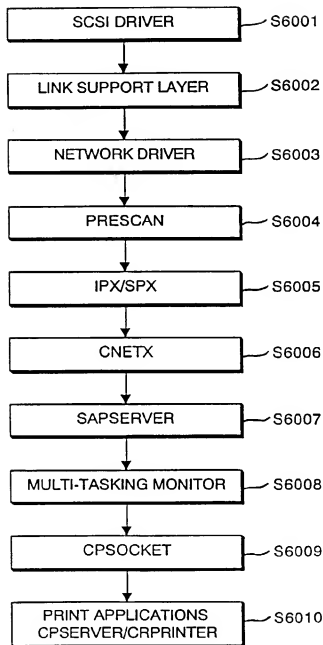 SCSI DRIVER S6001
LINK SUPPORT LAYER S6002
NETWORK DRIVER S6003
PRESCAN S6004
IPX/SPX S6005
CNETX S6006
SAPSERVER S6007
MULTI-TASKING MONITOR S6008
CPSOCKET S6009
PRINT APPLICATIONS
CPSERVER/CRPRINTER S6010